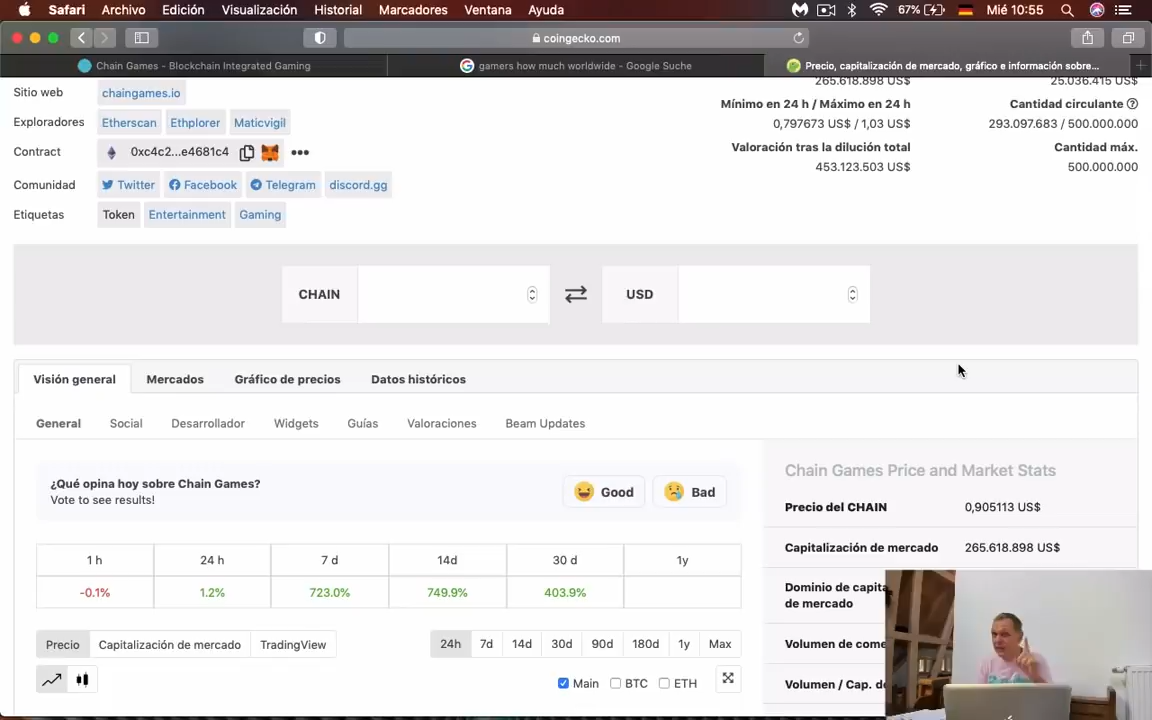 Safari Archivo Edición Visualización Historial Marcadores Ventana Ayuda 67% Mié 10:55
coingecko.com
Chain Games - Blockchain Integrated Gaming
gamers how much worldwide - Google Suche
Precio, capitalización de mercado, gráfico e información sobre...
265.618.898 US$ 25.036.415 US$
Sitio web chaingames.io
Mínimo en 24 h / Máximo en 24 h Cantidad circulante
Exploradores Etherscan Ethplorer Maticvigil
0,797673 US$ / 1,03 US$ 293.097.683 / 500.000.000
Contract 0xc4c2...e4681c4 •••
Valoración tras la dilución total Cantidad máx.
453.123.503 US$ 500.000.000
Comunidad Twitter Facebook Telegram discord.gg
Etiquetas Token Entertainment Gaming
CHAIN USD
Visión general Mercados Gráfico de precios Datos históricos
General Social Desarrollador Widgets Guías Valoraciones Beam Updates
¿Qué opina hoy sobre Chain Games?
Vote to see results!
Good Bad
1 h 24 h 7 d 14d 30 d 1y
-0.1% 1.2% 723.0% 749.9% 403.9%
Precio Capitalización de mercado TradingView
24h 7d 14d 30d 90d 180d 1y Max
Main BTC ETH
Chain Games Price and Market Stats
Precio del CHAIN 0,905113 US$
Capitalización de mercado 265.618.898 US$
Dominio de capita
de mercado
Volumen de come
Volumen / Cap. de